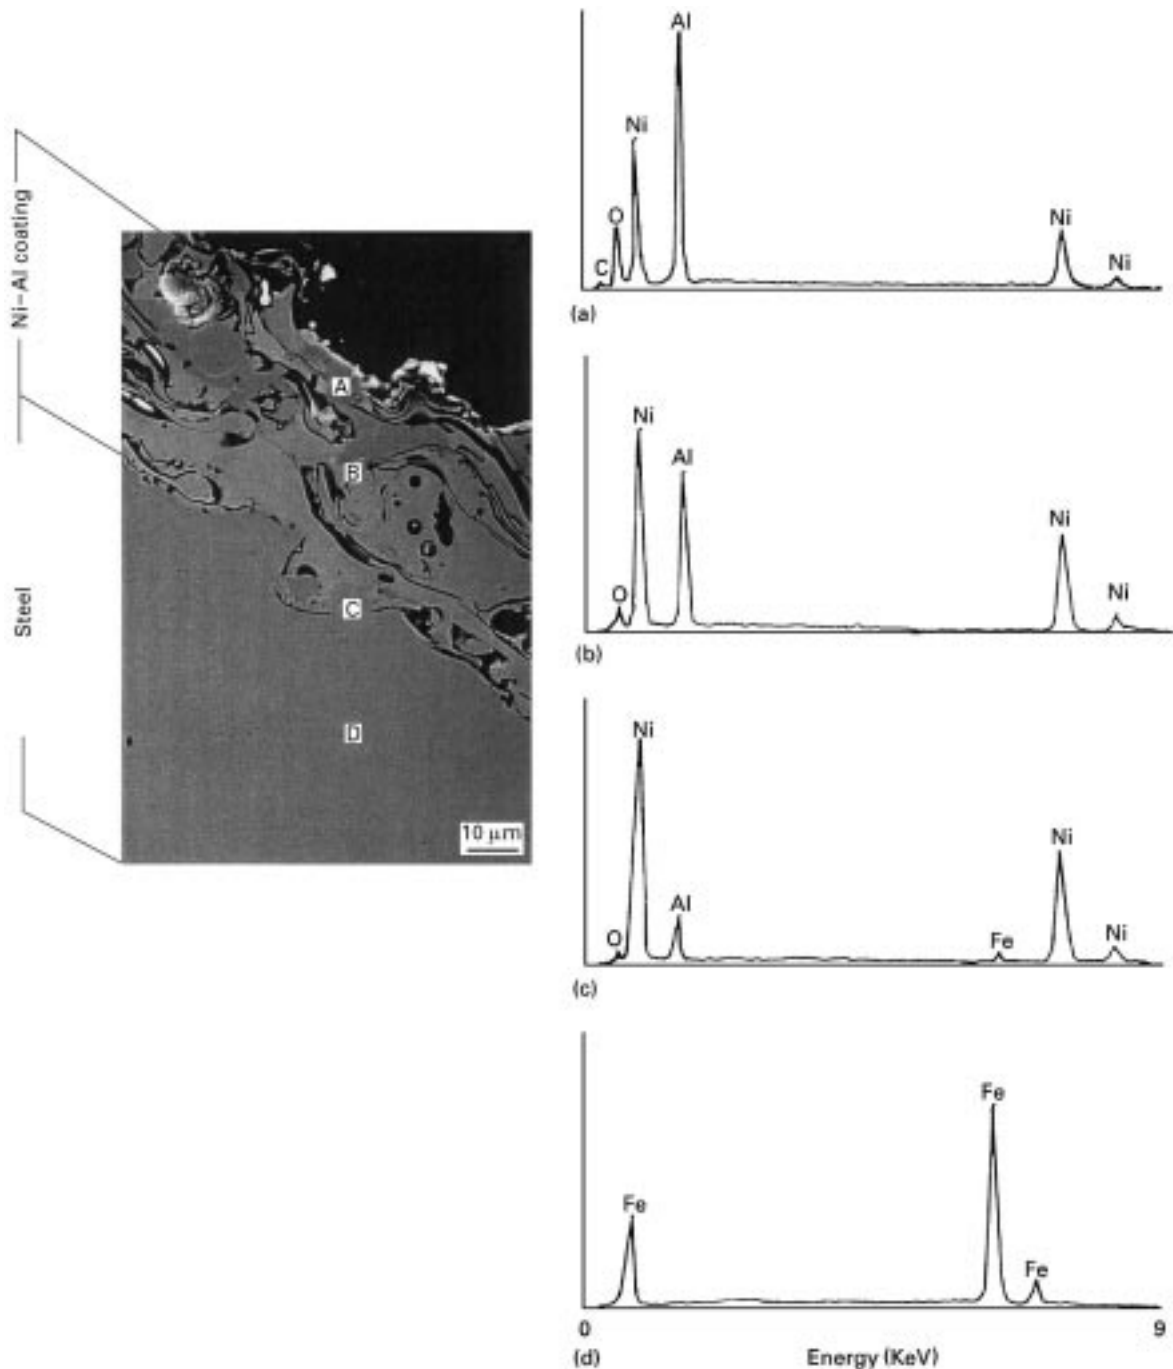 Ni–Al coating
Steel
A
B
C
D
10 μm
Al
Ni
O
C
Ni
Ni
(a)
Ni
Al
O
Ni
Ni
(b)
Ni
Al
O
Fe
Ni
Ni
(c)
Fe
Fe
Fe
0
9
(d)
Energy (KeV)